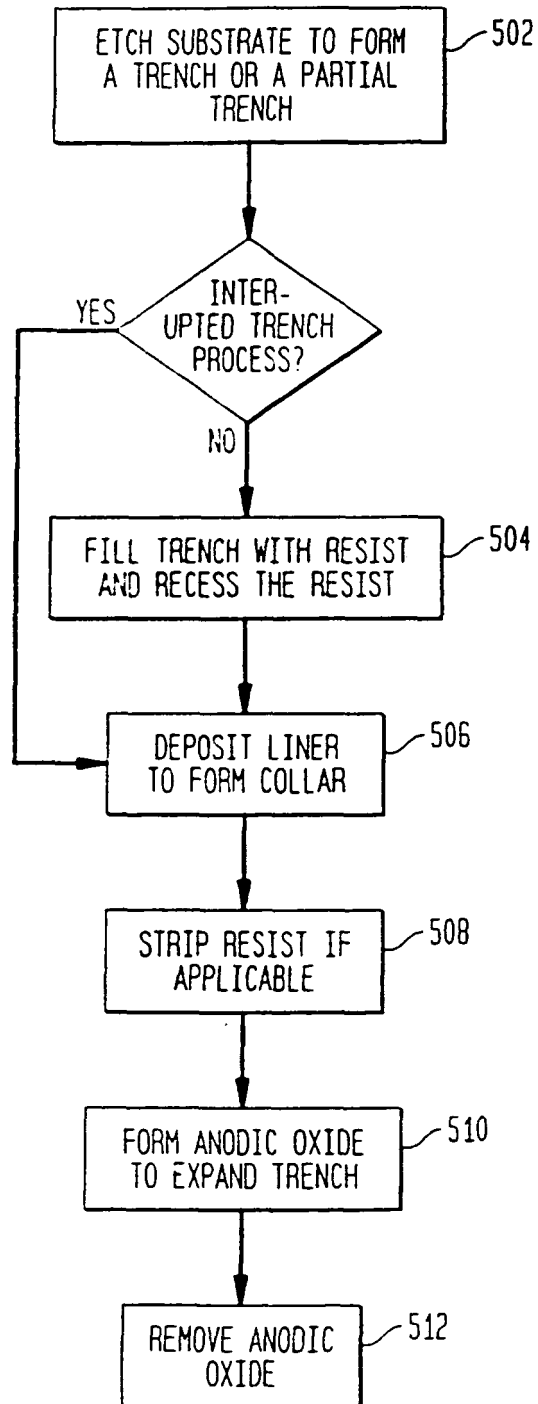 ETCH SUBSTRATE TO FORM
A TRENCH OR A PARTIAL
TRENCH
502
INTER-
UPTED TRENCH
PROCESS?
YES
NO
FILL TRENCH WITH RESIST
AND RECESS THE RESIST
504
DEPOSIT LINER
TO FORM COLLAR
506
STRIP RESIST IF
APPLICABLE
508
FORM ANODIC OXIDE
TO EXPAND TRENCH
510
REMOVE ANODIC
OXIDE
512